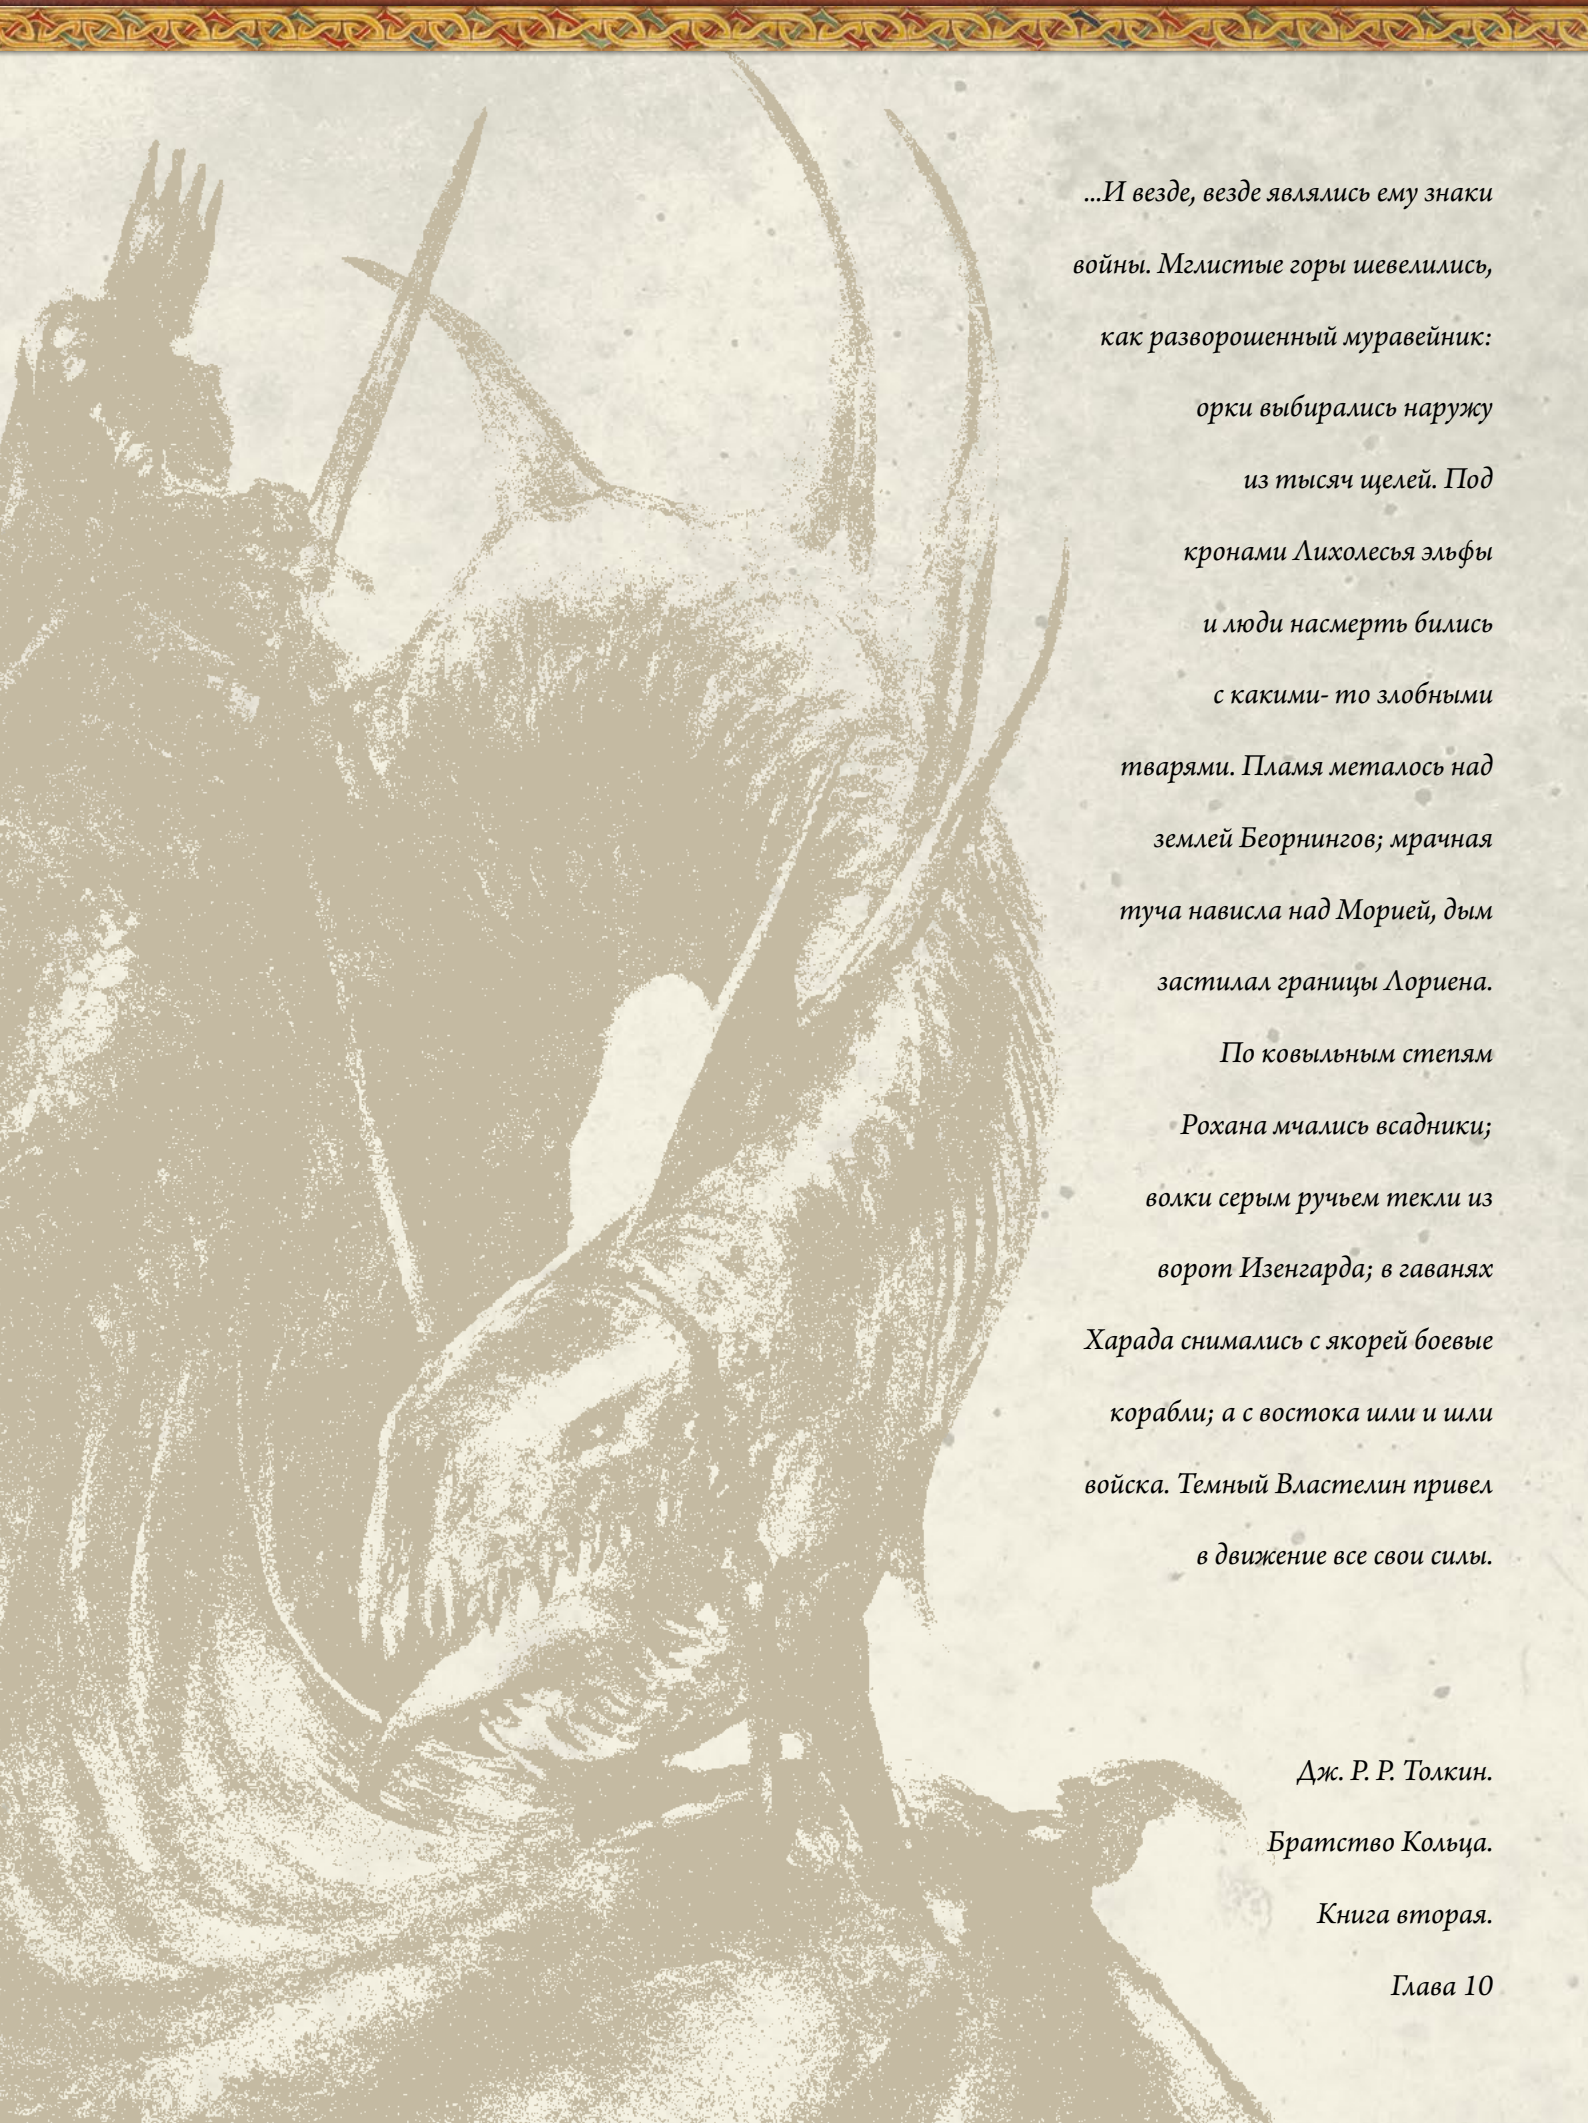 ...И везде, везде являлись ему знаки
войны. Мглистые горы шевелились,
как разворошенный муравейник:
орки выбирались наружу
из тысяч щелей. Под
кронами Лихолесья эльфы
и люди насмерть бились
с какими- то злобными
тварями. Пламя металось над
землей Беорнингов; мрачная
туча нависла над Морией, дым
застилал границы Лориена.
По ковыльным степям
Рохана мчались всадники;
волки серым ручьем текли из
ворот Изенгарда; в гаванях
Харада снимались с якорей боевые
корабли; а с востока шли и шли
войска. Темный Властелин привел
в движение все свои силы.
Дж. Р. Р. Толкин.
Братство Кольца.
Книга вторая.
Глава 10